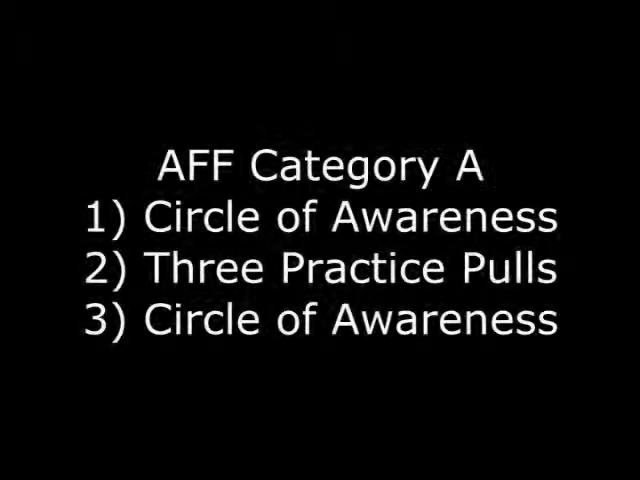 AFF Category A
1) Circle of Awareness
2) Three Practice Pulls
3) Circle of Awareness